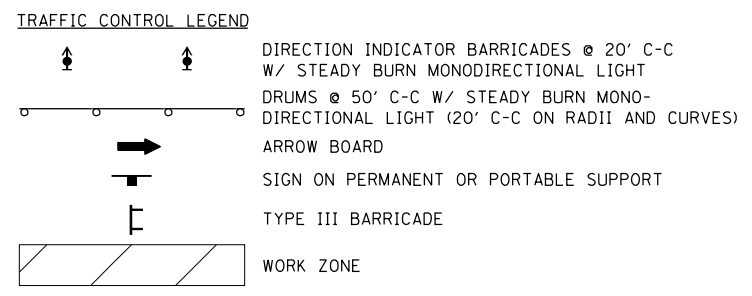 TRAFFIC CONTROL LEGEND
DIRECTION INDICATOR BARRICADES @ 20' C-C
W/ STEADY BURN MONODIRECTIONAL LIGHT
DRUMS @ 50' C-C W/ STEADY BURN MONO-
DIRECTIONAL LIGHT (20' C-C ON RADII AND CURVES)
ARROW BOARD
SIGN ON PERMANENT OR PORTABLE SUPPORT
TYPE III BARRICADE
WORK ZONE